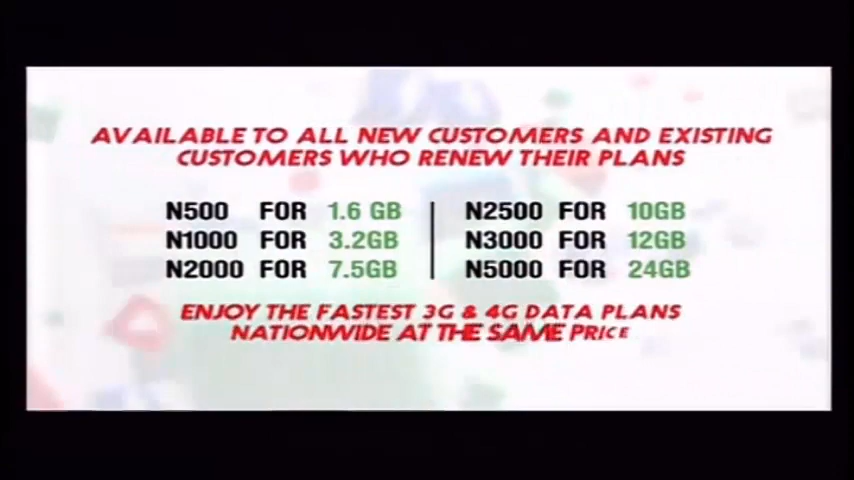 AVAILABLE TO ALL NEW CUSTOMERS AND EXISTING
CUSTOMERS WHO RENEW THEIR PLANS
N500 FOR 1.6 GB | N2500 FOR 10GB
N1000 FOR 3.2GB | N3000 FOR 12GB
N2000 FOR 7.5GB | N5000 FOR 24GB
ENJOY THE FASTEST 3G & 4G DATA PLANS
NATIONWIDE AT THE SAME PRICE